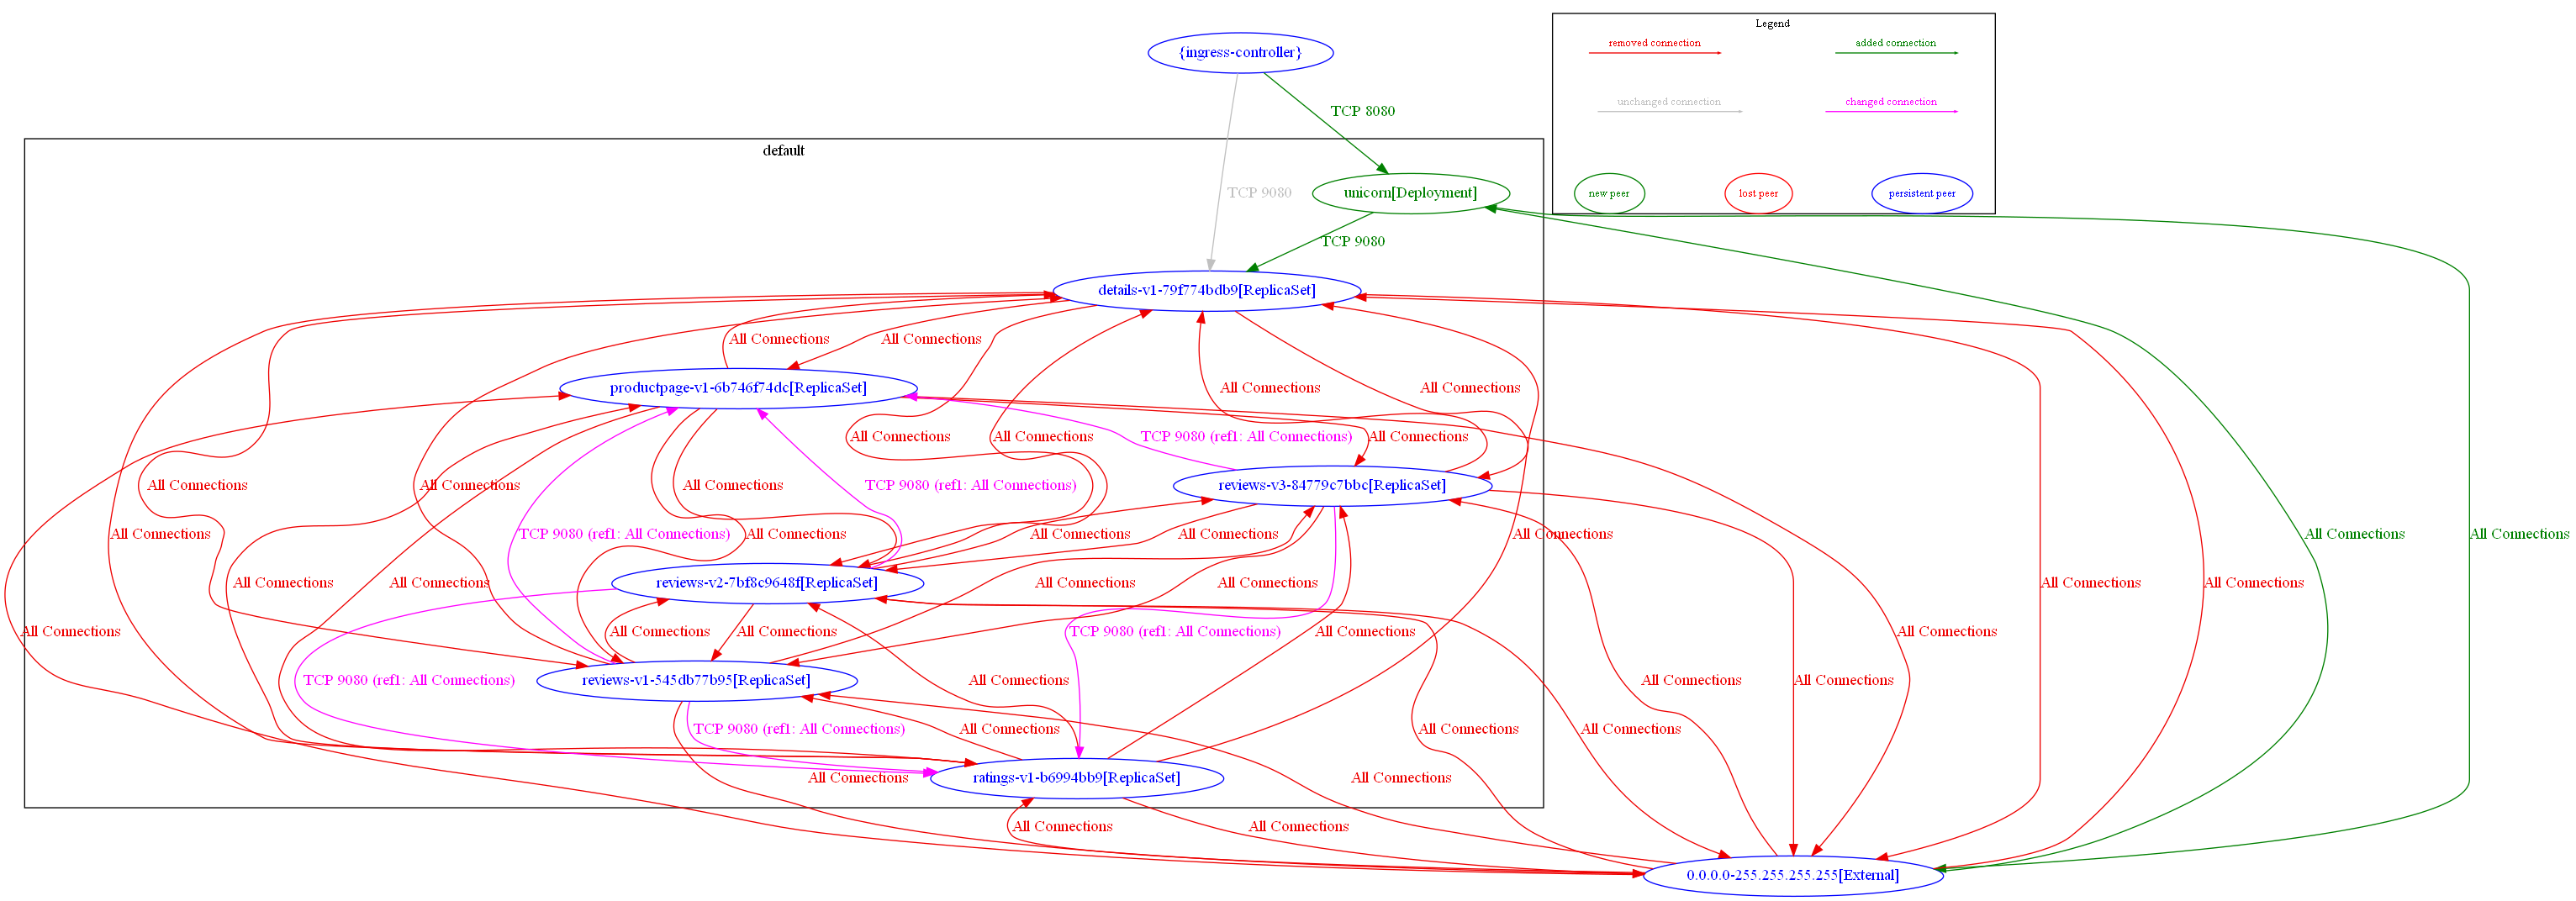 Legend
removed connection
added connection
unchanged connection
changed connection
new peer
lost peer
persistent peer
{ingress-controller}
TCP 8080
default
TCP 9080
unicorn[Deployment]
TCP 9080
details-v1-79f774bdb9[ReplicaSet]
All Connections
All Connections
productpage-v1-6b746f74dc[ReplicaSet]
All Connections
All Connections
All Connections
All Connections
TCP 9080 (ref1: All Connections)
All Connections
All Connections
All Connections
All Connections
TCP 9080 (ref1: All Connections)
reviews-v3-84779c7bbc[ReplicaSet]
All Connections
TCP 9080 (ref1: All Connections)
All Connections
All Connections
All Connections
All Connections
All Connections
All Connections
All Connections
All Connections
reviews-v2-7bf8c9648f[ReplicaSet]
All Connections
All Connections
All Connections
All Connections
All Connections
All Connections
All Connections
TCP 9080 (ref1: All Connections)
All Connections
All Connections
TCP 9080 (ref1: All Connections)
reviews-v1-545db77b95[ReplicaSet]
All Connections
All Connections
All Connections
TCP 9080 (ref1: All Connections)
All Connections
All Connections
All Connections
All Connections
ratings-v1-b6994bb9[ReplicaSet]
All Connections
All Connections
All Connections
0.0.0.0-255.255.255.255[External]